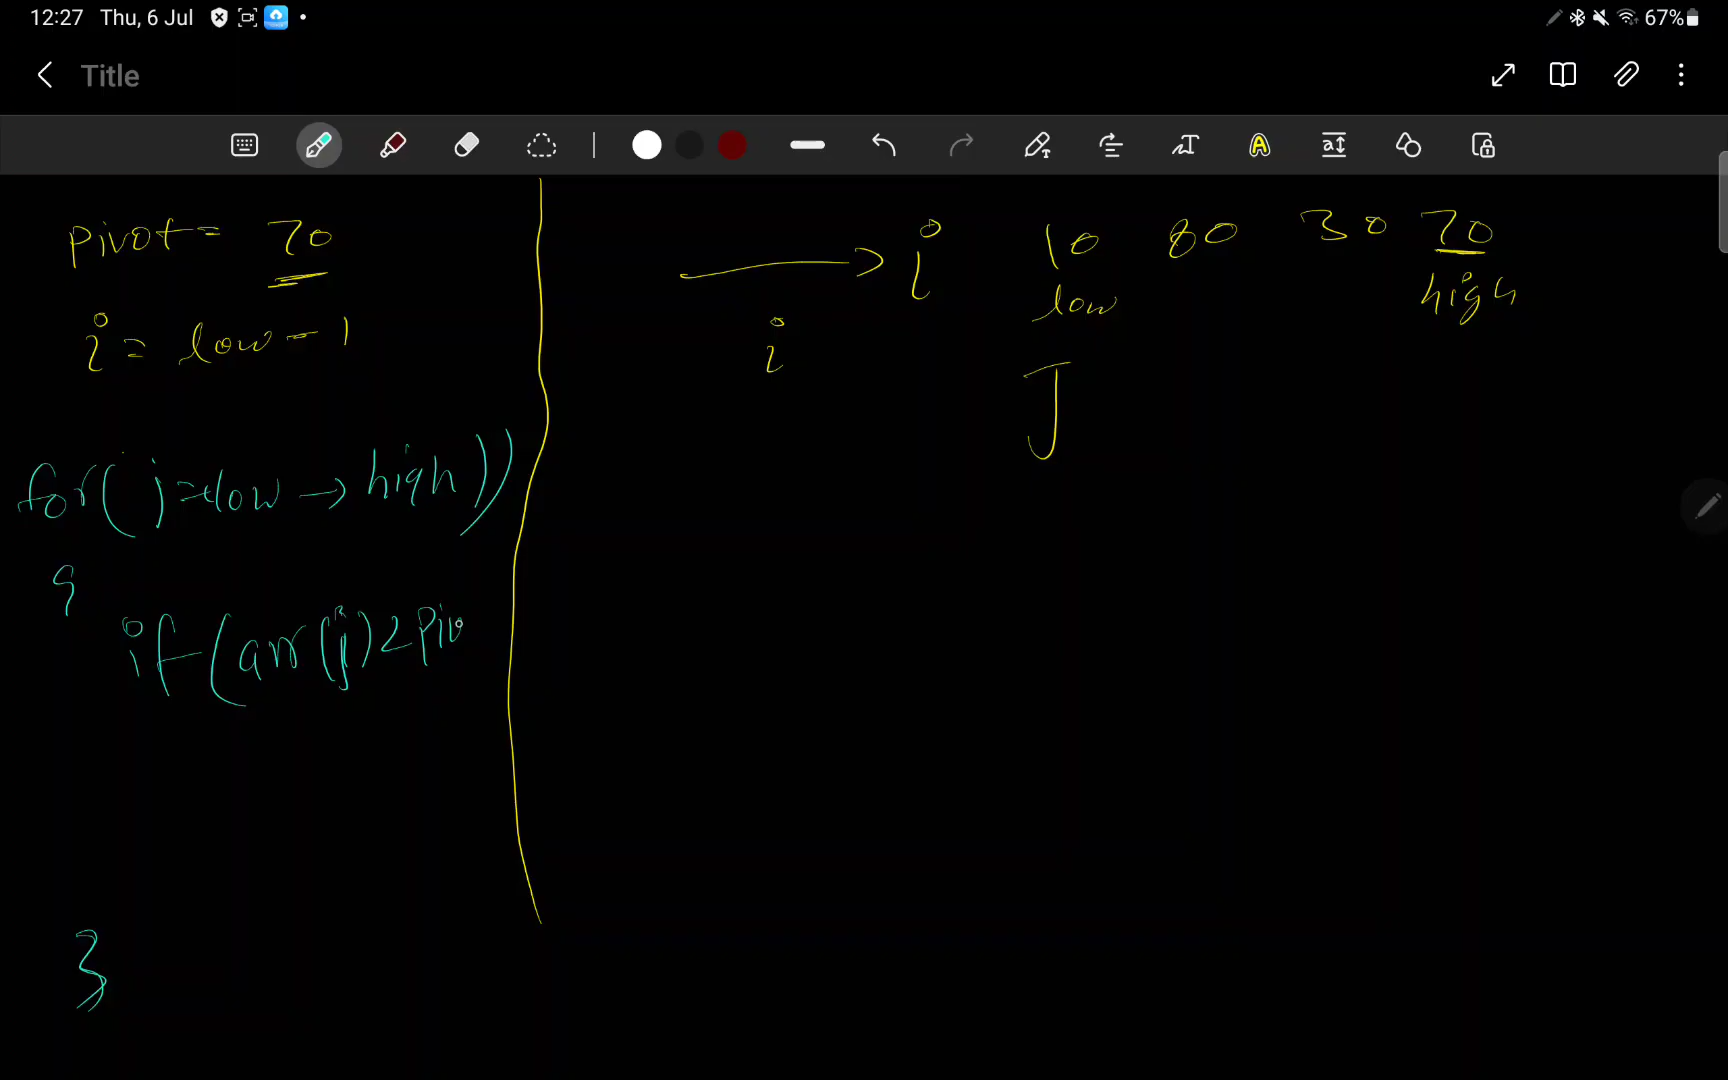 12:27 Thu, 6 Jul
67%
Title
pivot = 70
i = low - 1
for( j = low → high))
{
if (arr(j) < Piv
}
→ i 10 80 30 70
low high
i
J